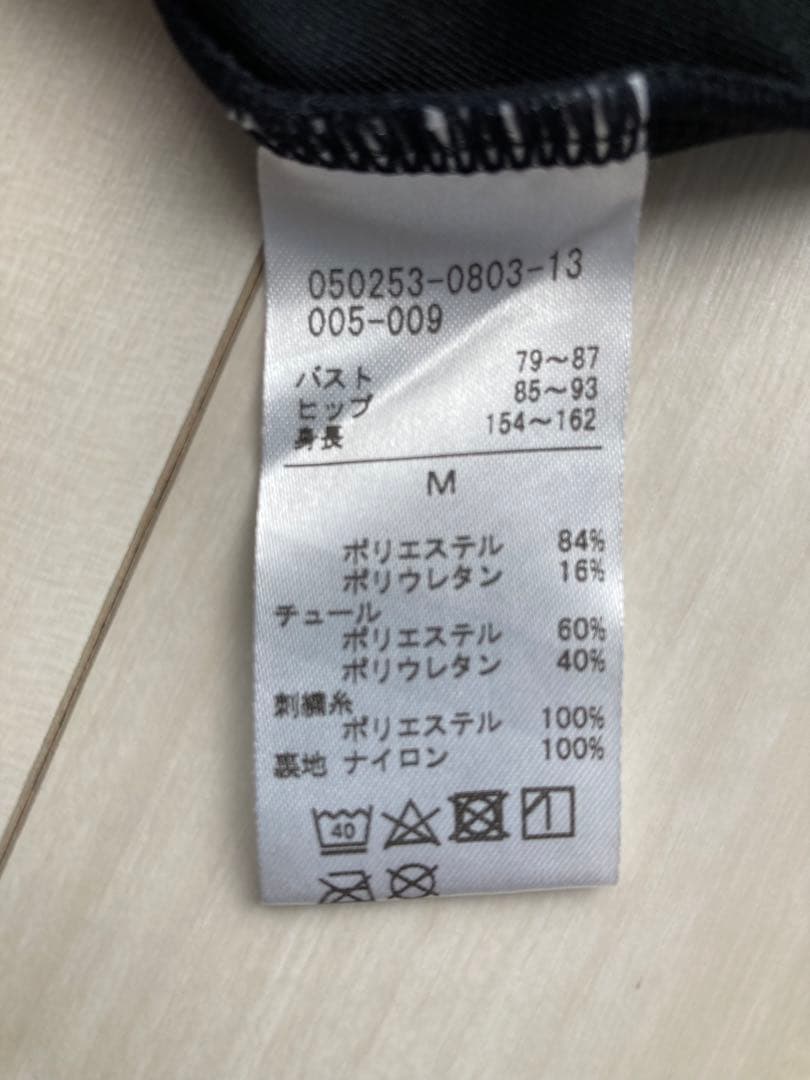 050253-0803-13
005-009
バスト 79～87
ヒップ 85～93
身長 154～162
M
ポリエステル 84%
ポリウレタン 16%
チュール
ポリエステル 60%
ポリウレタン 40%
刺繍糸
ポリエステル 100%
裏地 ナイロン 100%
40